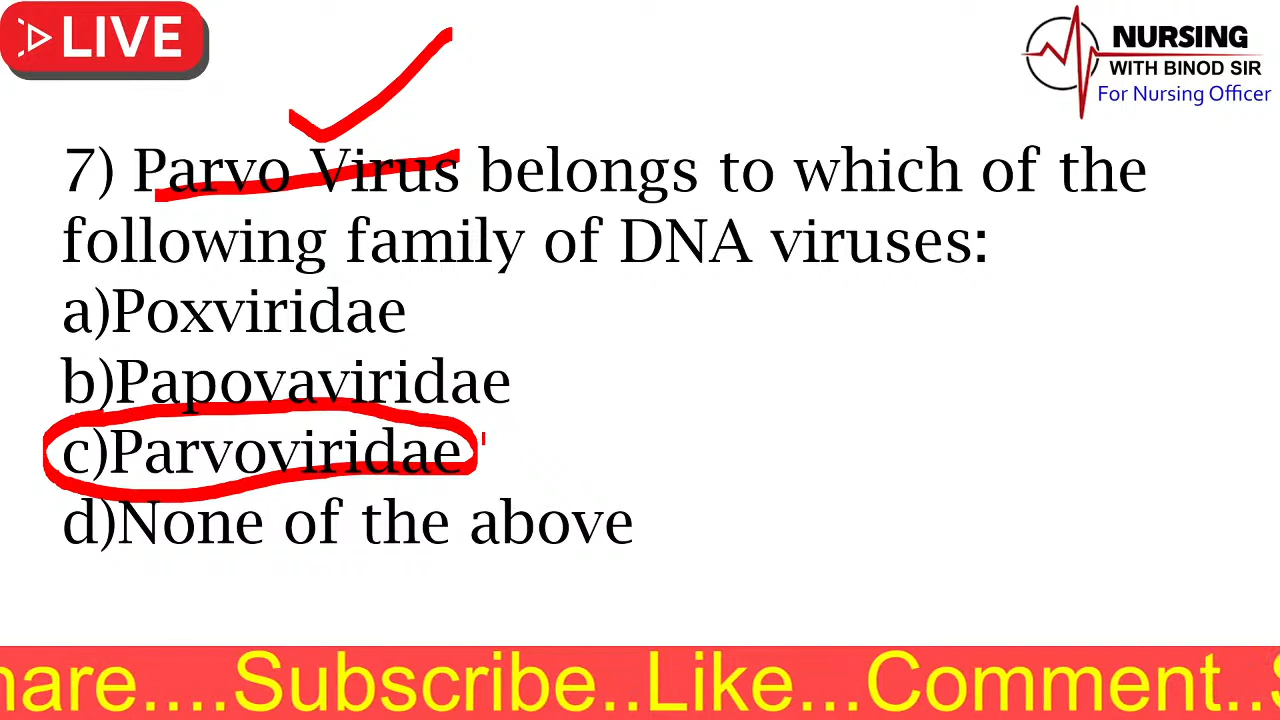 LIVE
NURSING
WITH BINOD SIR
For Nursing Officer
7) Parvo Virus belongs to which of the
following family of DNA viruses:
a)Poxviridae
b)Papovaviridae
c)Parvoviridae
d)None of the above
hare....Subscribe..Like...Comment..S